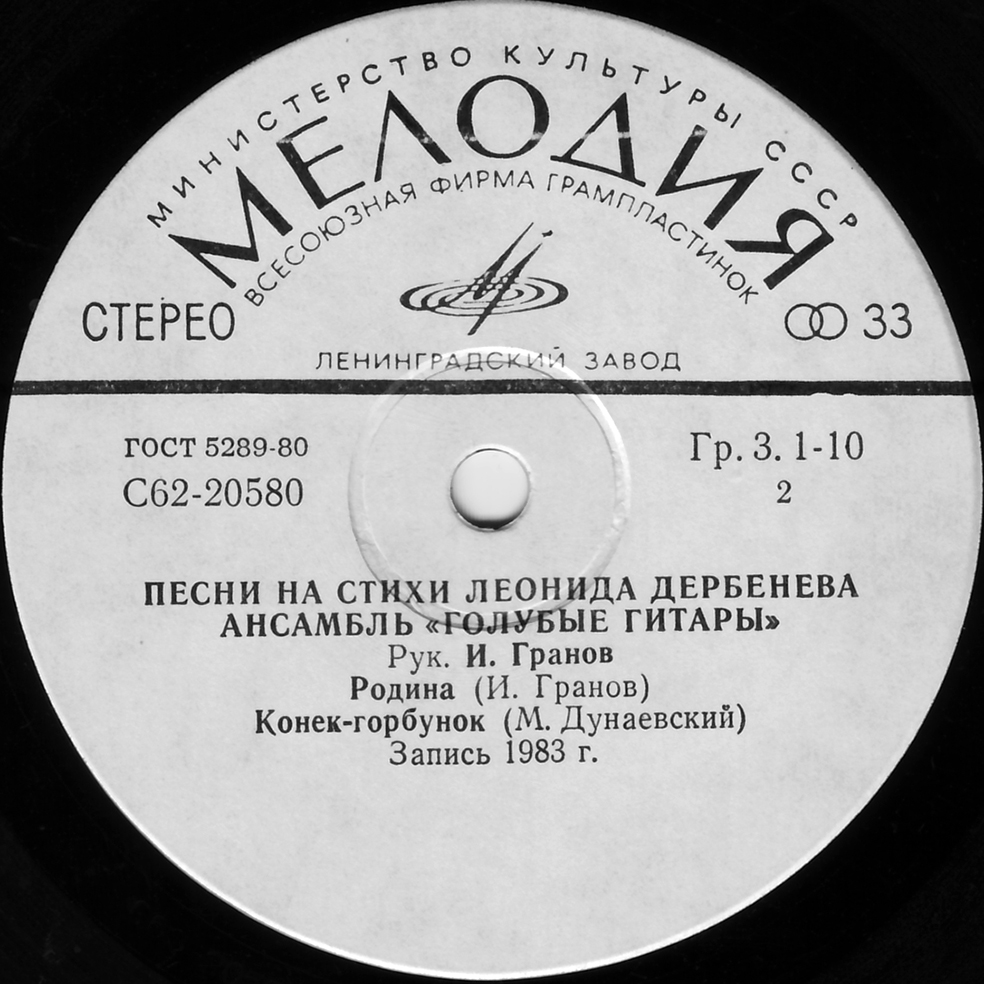 МИНИСТЕРСТВО КУЛЬТУРЫ СССР
МЕЛОДИЯ
ВСЕСОЮЗНАЯ ФИРМА ГРАМПЛАСТИНОК
СТЕРЕО
33
ЛЕНИНГРАДСКИЙ ЗАВОД
ГОСТ 5289-80
Гр. 3. 1-10
С62-20580
2
ПЕСНИ НА СТИХИ ЛЕОНИДА ДЕРБЕНЕВА
АНСАМБЛЬ «ГОЛУБЫЕ ГИТАРЫ»
Рук. И. Гранов
Родина (И. Гранов)
Конек-горбунок (М. Дунаевский)
Запись 1983 г.